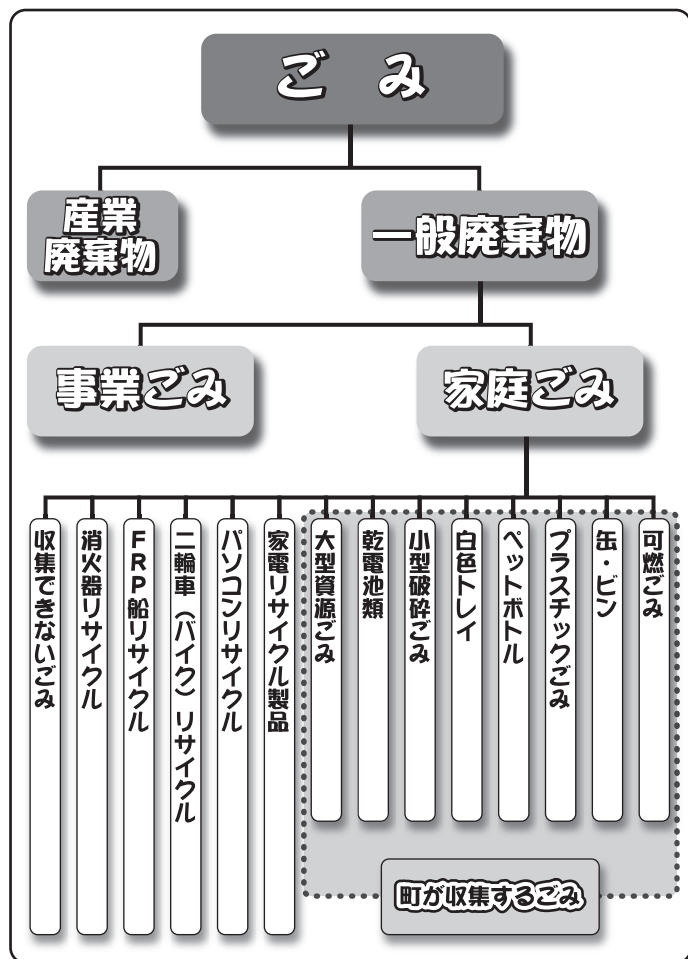 ごみ
産業
廃棄物
一般廃棄物
事業ごみ
家庭ごみ
可燃ごみ
缶・ビン
プラスチックごみ
ペットボトル
白色トレイ
小型破砕ごみ
乾電池類
大型資源ごみ
家電リサイクル製品
パソコンリサイクル
二輪車（バイク）リサイクル
FRP船リサイクル
消火器リサイクル
収集できないごみ
町が収集するごみ